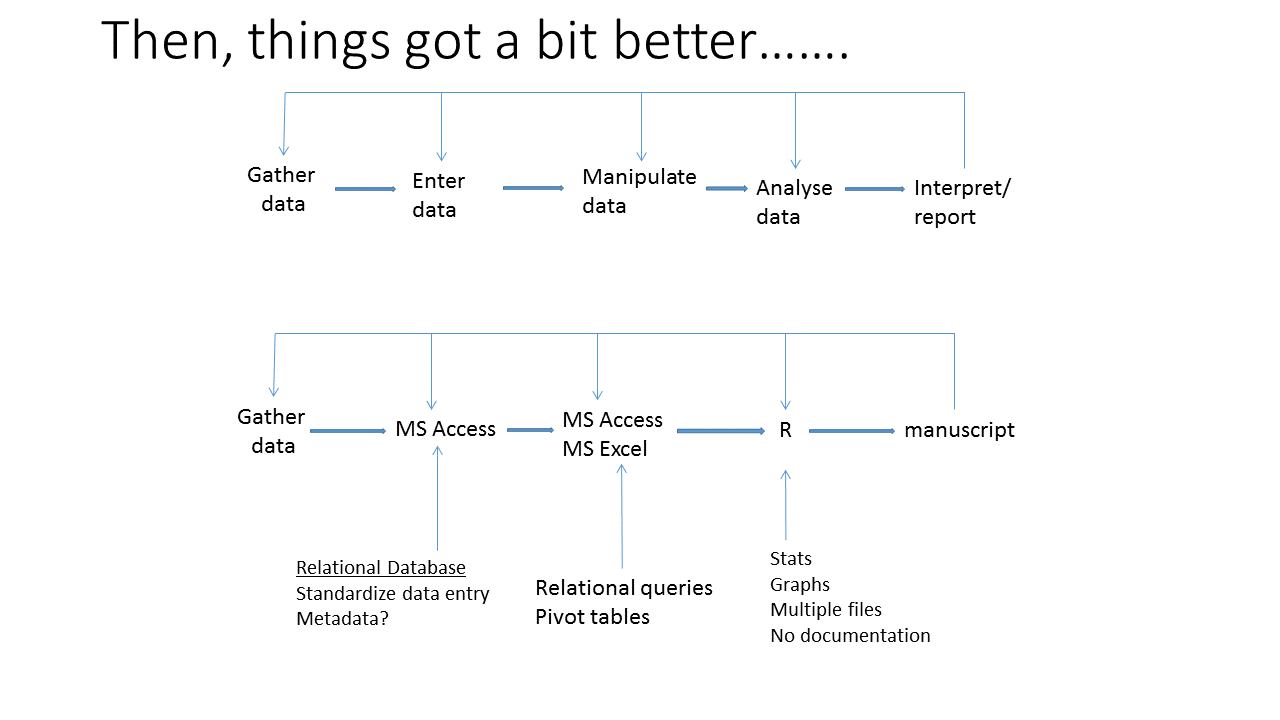 Then, things got a bit better…….
Gather
data
Enter
data
Manipulate
data
Analyse
data
Interpret/
report
Gather
data
MS Access
MS Access
MS Excel
R
manuscript
Relational Database
Standardize data entry
Metadata?
Relational queries
Pivot tables
Stats
Graphs
Multiple files
No documentation